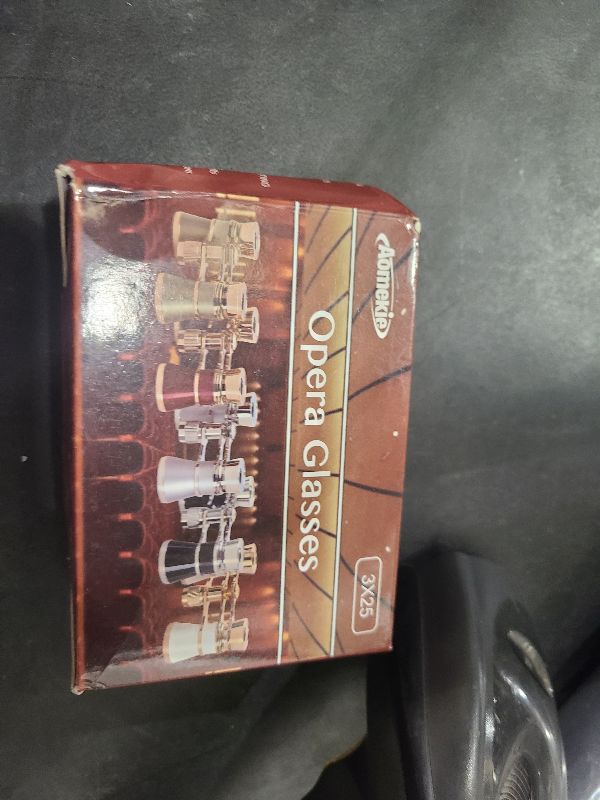 Aomekie
Opera Glasses
3X25